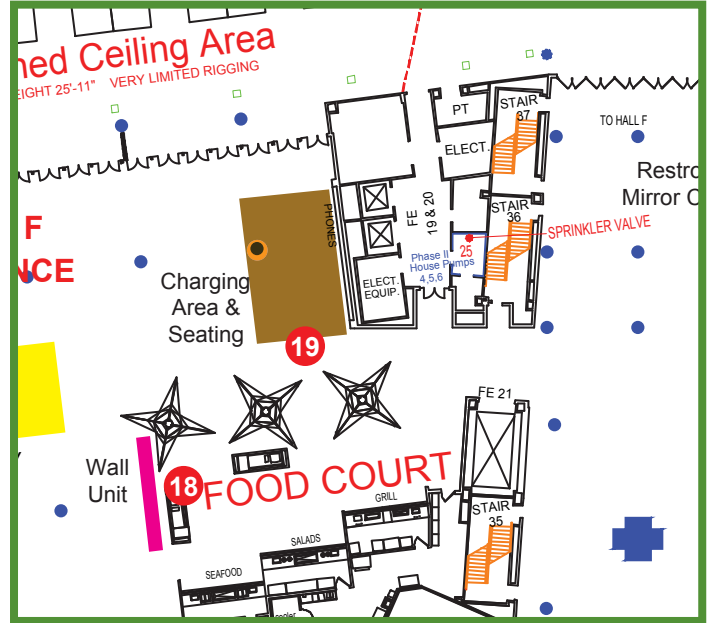 ned Ceiling Area
EIGHT 25'-11" VERY LIMITED RIGGING
PT
STAIR
37
ELECT.
TO HALL F
Restro
Mirror C
F
NCE
PHONES
FE
19 & 20
STAIR
36
SPRINKLER VALVE
25
Phase II
House Pumps
4,5,6
ELECT.
EQUIP.
Charging
Area &
Seating
19
FE 21
Wall
Unit
18
FOOD COURT
GRILL
STAIR
35
SALADS
SEAFOOD